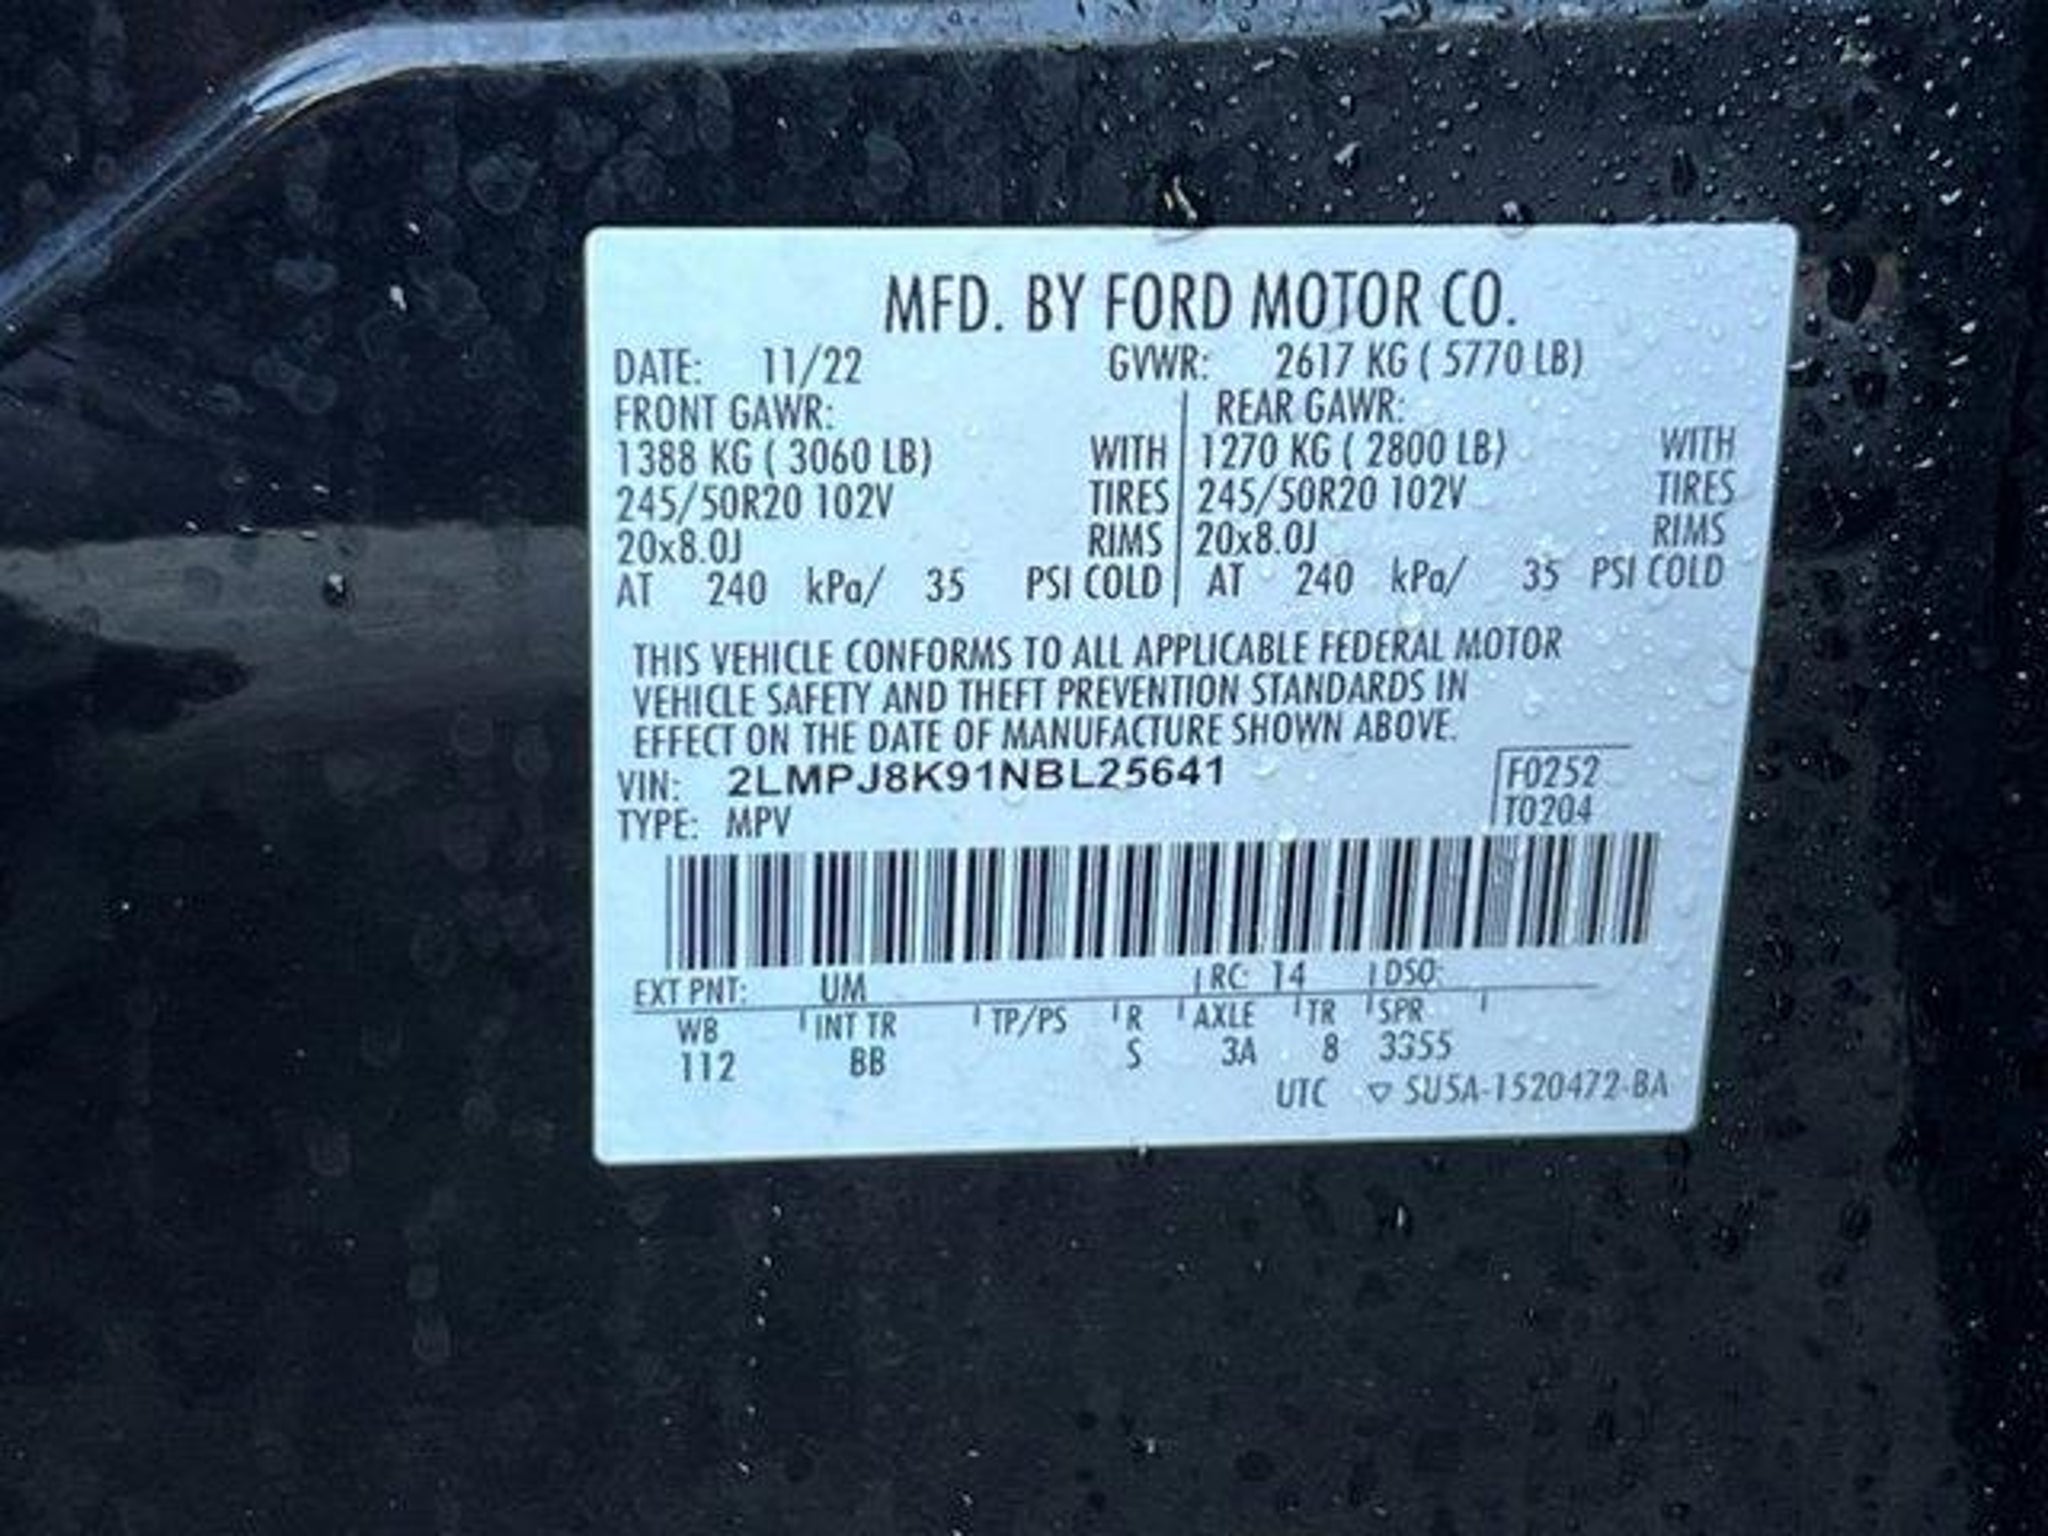 MFD. BY FORD MOTOR CO.
DATE: 11/22 GVWR: 2617 KG ( 5770 LB)
FRONT GAWR: REAR GAWR:
1388 KG ( 3060 LB) WITH 1270 KG ( 2800 LB) WITH
245/50R20 102V TIRES 245/50R20 102V TIRES
20x8.0J RIMS 20x8.0J RIMS
AT 240 kPa/ 35 PSI COLD AT 240 kPa/ 35 PSI COLD
THIS VEHICLE CONFORMS TO ALL APPLICABLE FEDERAL MOTOR
VEHICLE SAFETY AND THEFT PREVENTION STANDARDS IN
EFFECT ON THE DATE OF MANUFACTURE SHOWN ABOVE.
VIN: 2LMPJ8K91NBL25641 F0252
TYPE: MPV T0204
EXT PNT: UM RC: 14 DSO:
WB INT TR TP/PS R AXLE TR SPR
112 BB S 3A 8 3355
UTC ▽ SU5A-1520472-BA